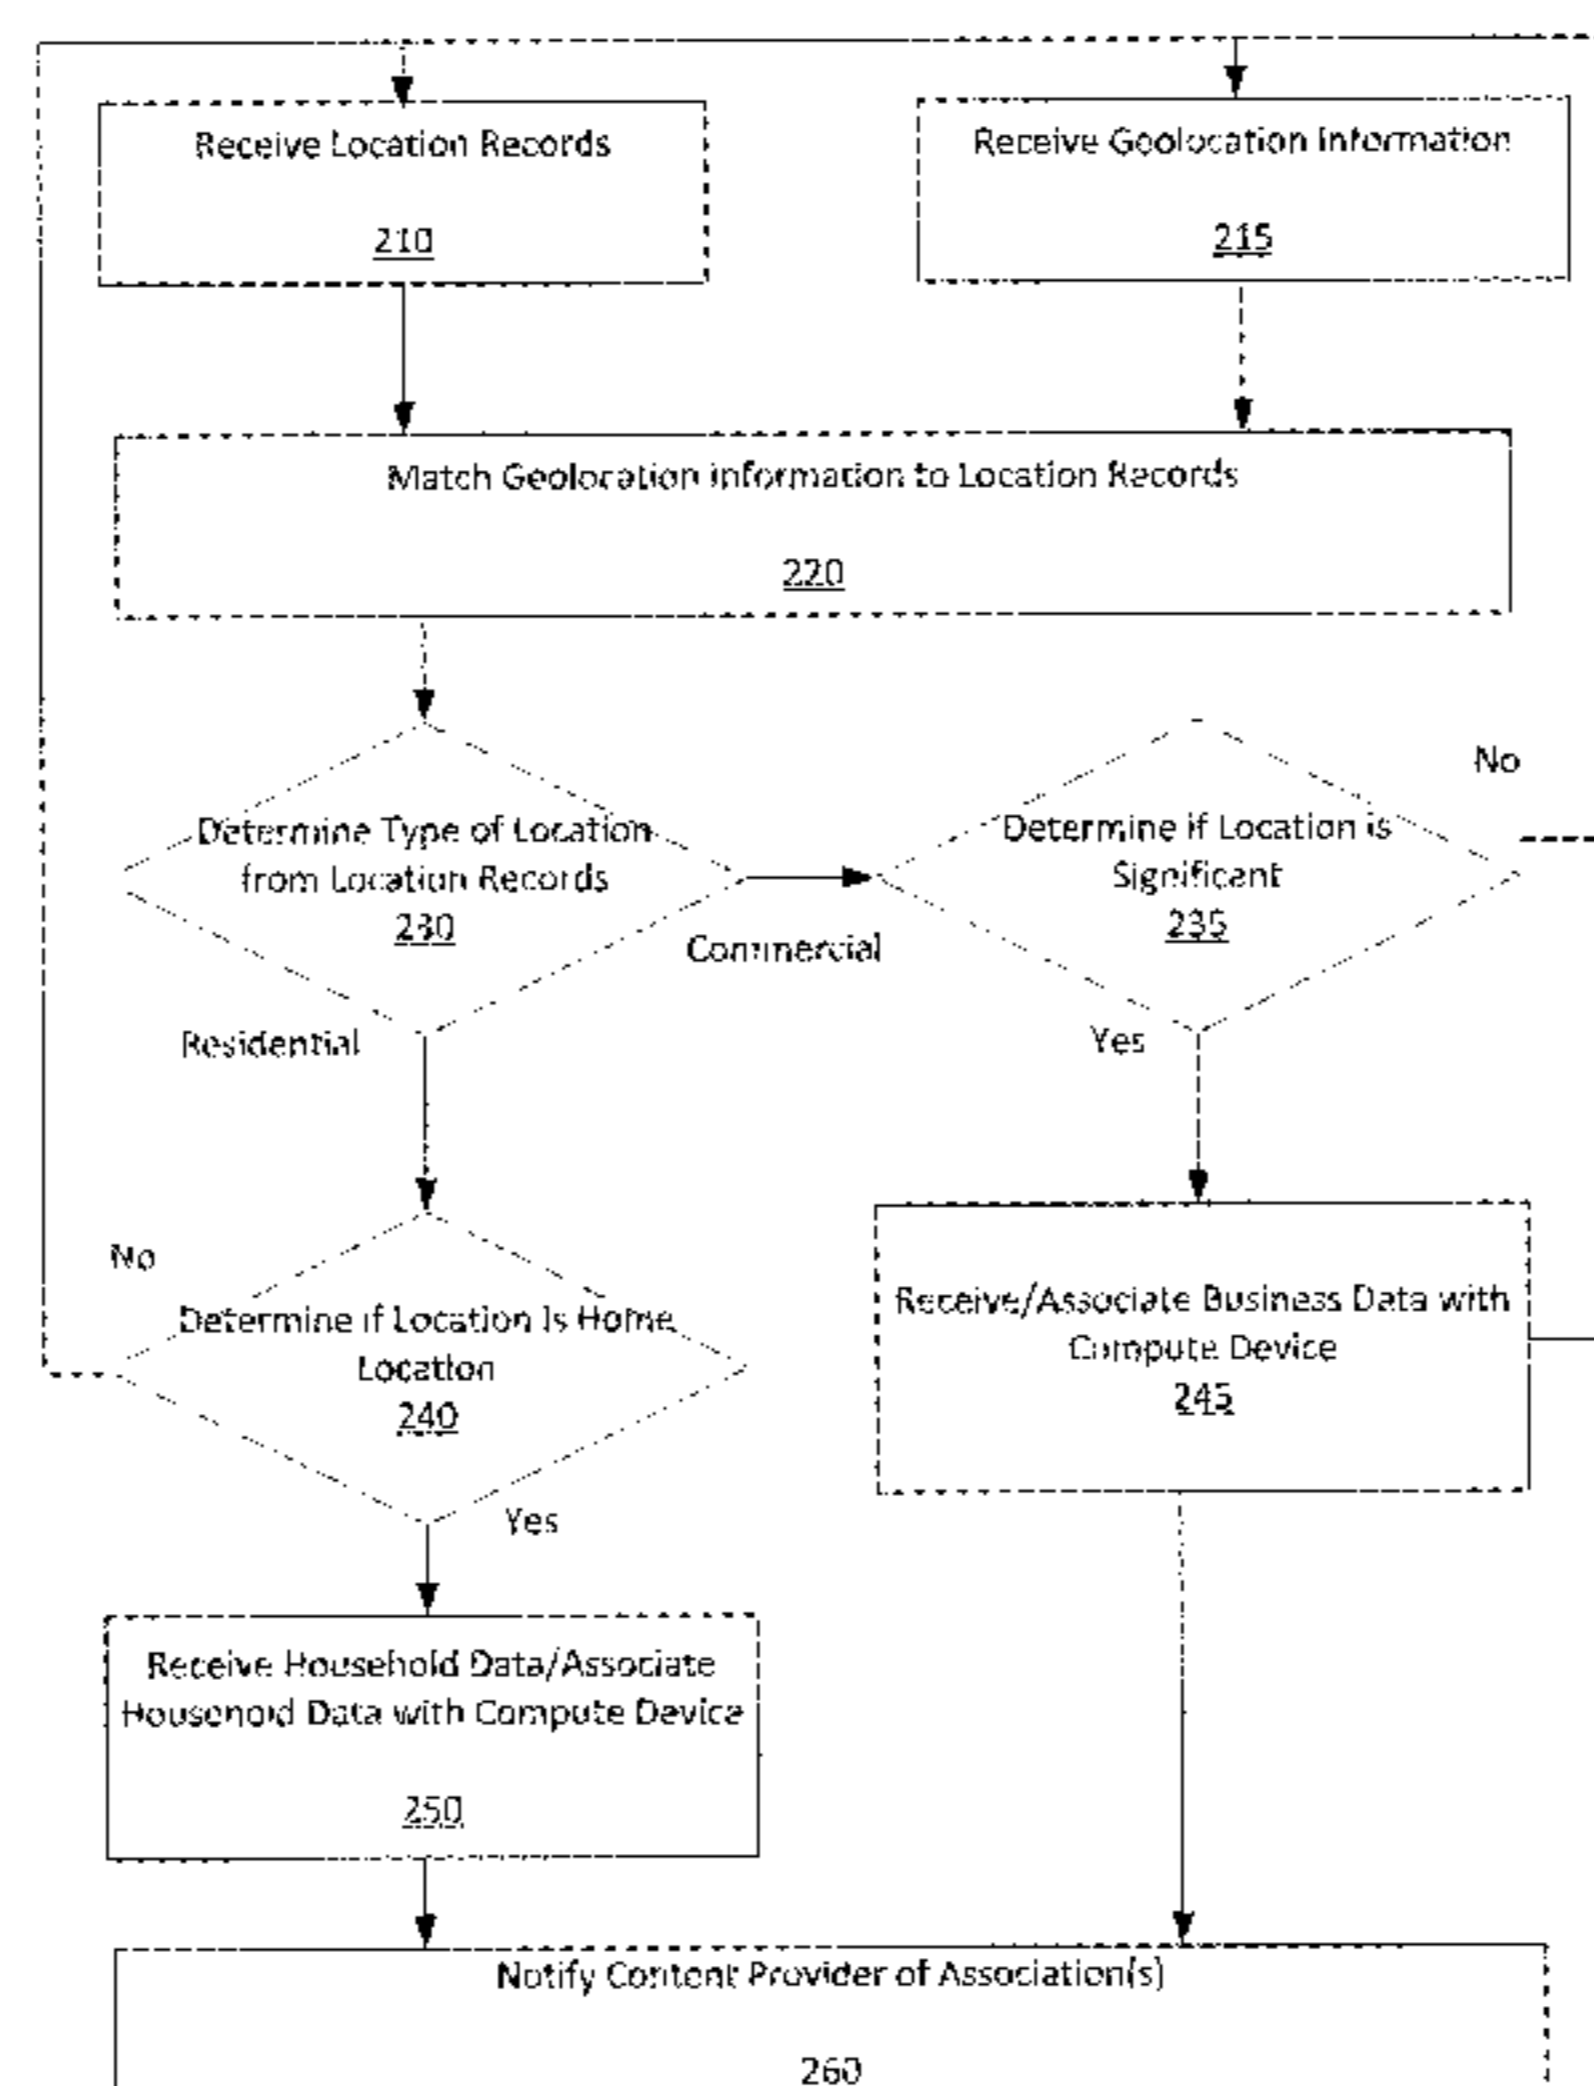 Receive Location Records
210
Receive Geolocation Information
215
Match Geolocation Information to Location Records
220
Determine Type of Location
from Location Records
230
Commercial
Residential
Determine if Location is
Significant
235
No
Yes
No
Determine if Location Is Home
Location
240
Yes
Receive/Associate Business Data with
Compute Device
245
Receive Household Data/Associate
Household Data with Compute Device
250
Notify Content Provider of Association(s)
260